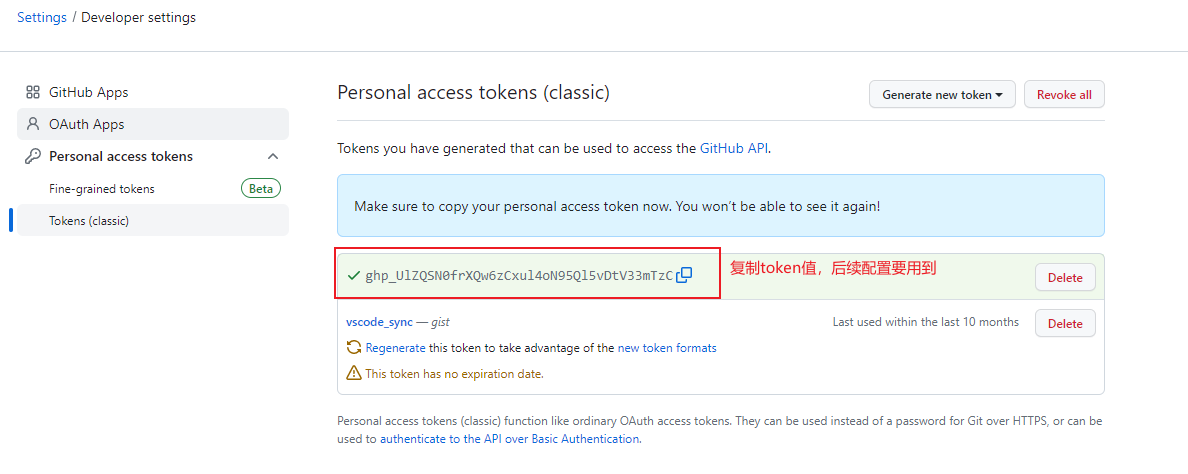 Settings / Developer settings
GitHub Apps
OAuth Apps
Personal access tokens
Fine-grained tokens Beta
Tokens (classic)
Personal access tokens (classic)
Generate new token
Revoke all
Tokens you have generated that can be used to access the GitHub API.
Make sure to copy your personal access token now. You won't be able to see it again!
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
复制token值，后续配置要用到
Delete
vscode_sync — gist
Last used within the last 10 months
Delete
Regenerate this token to take advantage of the new token formats
This token has no expiration date.
Personal access tokens (classic) function like ordinary OAuth access tokens. They can be used instead of a password for Git over HTTPS, or can be
used to authenticate to the API over Basic Authentication.